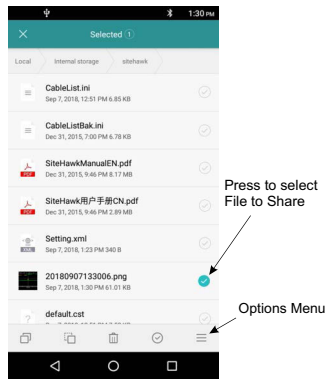 1:30 PM
Selected 1
Local Internal storage sitehawk
CableList.ini
Sep 7, 2018, 12:51 PM 6.85 KB
CableListBak.ini
Dec 31, 2015, 7:00 PM 6.78 KB
SiteHawkManualEN.pdf
PDF
Dec 31, 2015, 9:46 PM 8.17 MB
SiteHawk用户手册CN.pdf
PDF
Dec 31, 2015, 9:46 PM 2.89 MB
Setting.xml
XML
Sep 7, 2018, 1:23 PM 340 B
20180907133006.png
Sep 7, 2018, 1:30 PM 61.01 KB
default.cst
Press to select
File to Share
Options Menu